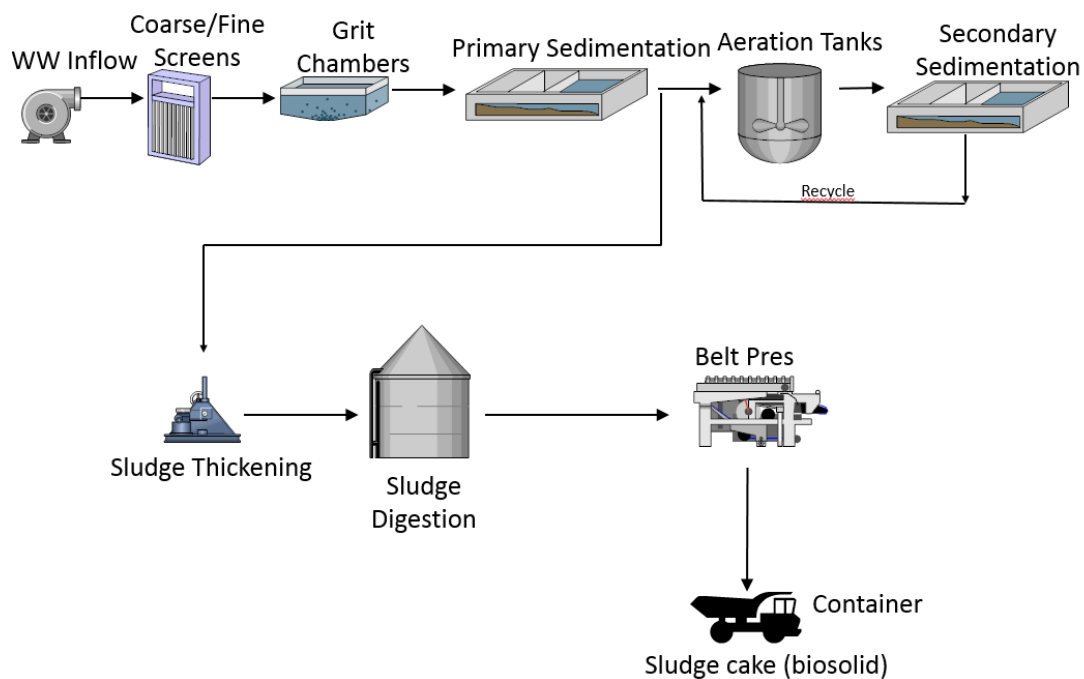 WW Inflow
Coarse/Fine
Screens
Grit
Chambers
Primary Sedimentation
Aeration Tanks
Secondary
Sedimentation
Recycle
Sludge Thickening
Sludge
Digestion
Belt Pres
Container
Sludge cake (biosolid)